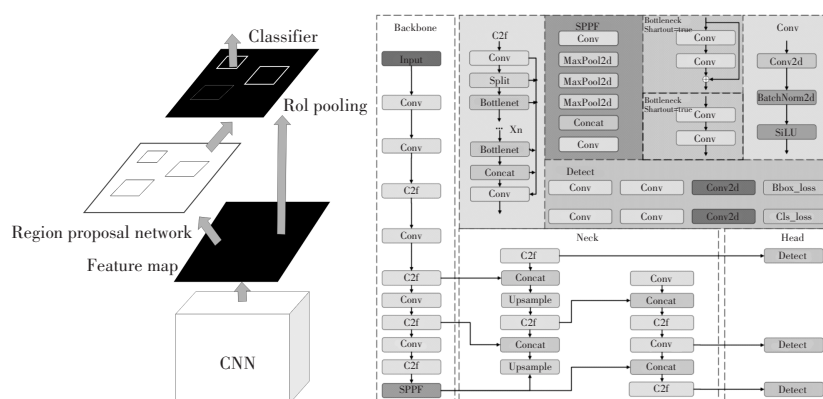 Classifier
RoI pooling
Region proposal network
Feature map
CNN
Backbone
Input
Conv
Conv
C2f
Conv
C2f
Conv
C2f
Conv
C2f
SPPF
C2f
Conv
Split
Bottlenet
... Xn
Bottlenet
Concat
Conv
SPPF
Conv
MaxPool2d
MaxPool2d
MaxPool2d
Concat
Conv
Bottleneck
Shartout=true
Conv
Conv
Bottleneck
Shartout=true
Conv
Conv
Conv
Conv2d
BatchNorm2d
SiLU
Detect
Conv Conv Conv2d Bbox_loss
Conv Conv Conv2d Cls_loss
Neck
C2f
Concat
Upsample
C2f
Concat
Upsample
Conv
Concat
C2f
Conv
Concat
C2f
Head
Detect
Detect
Detect